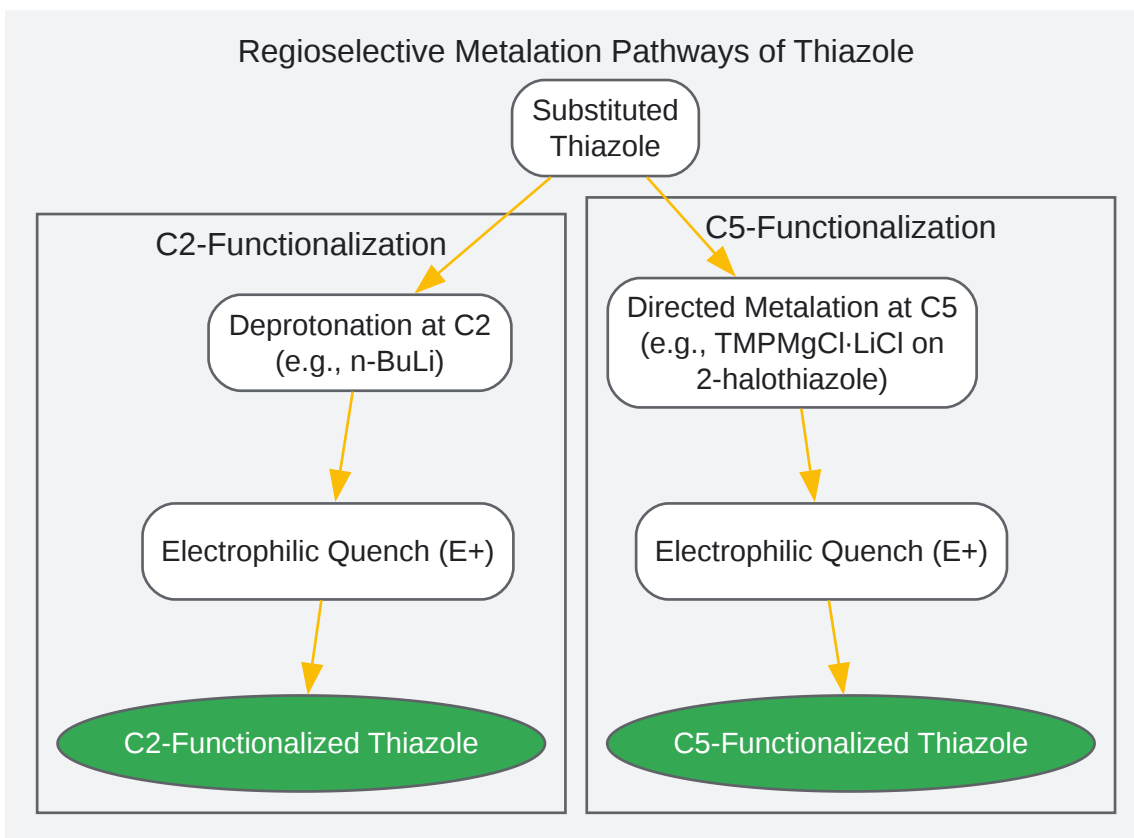 Regioselective Metalation Pathways of Thiazole
Substituted
Thiazole
C2-Functionalization
Deprotonation at C2
(e.g., n-BuLi)
Electrophilic Quench (E+)
C2-Functionalized Thiazole
C5-Functionalization
Directed Metalation at C5
(e.g., TMPMgCl·LiCl on
2-halothiazole)
Electrophilic Quench (E+)
C5-Functionalized Thiazole